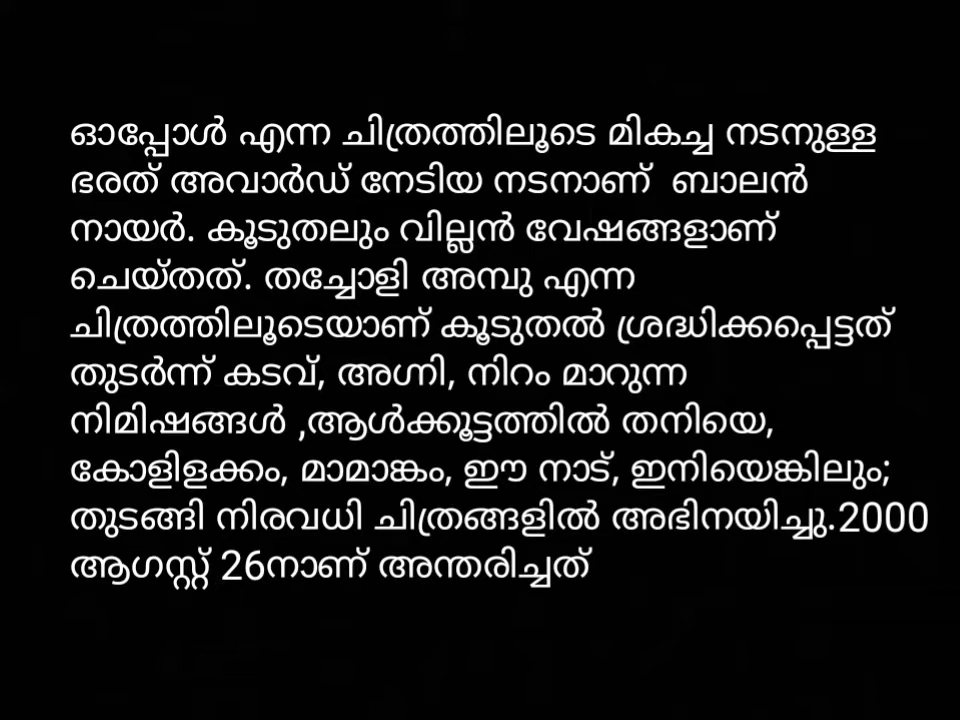 ഓപ്പോൾ എന്ന ചിത്രത്തിലൂടെ മികച്ച നടനുള്ള
ഭരത് അവാർഡ് നേടിയ നടനാണ് ബാലൻ
നായർ. കൂടുതലും വില്ലൻ വേഷങ്ങളാണ്
ചെയ്തത്. തച്ചോളി അമ്പു എന്ന
ചിത്രത്തിലൂടെയാണ് കൂടുതൽ ശ്രദ്ധിക്കപ്പെട്ടത്
തുടർന്ന് കടവ്, അഗ്നി, നിറം മാറുന്ന
നിമിഷങ്ങൾ ,ആൾക്കൂട്ടത്തിൽ തനിയെ,
കോളിളക്കം, മാമാങ്കം, ഈ നാട്, ഇനിയെങ്കിലും;
തുടങ്ങി നിരവധി ചിത്രങ്ങളിൽ അഭിനയിച്ചു.2000
ആഗസ്റ്റ് 26നാണ് അന്തരിച്ചത്